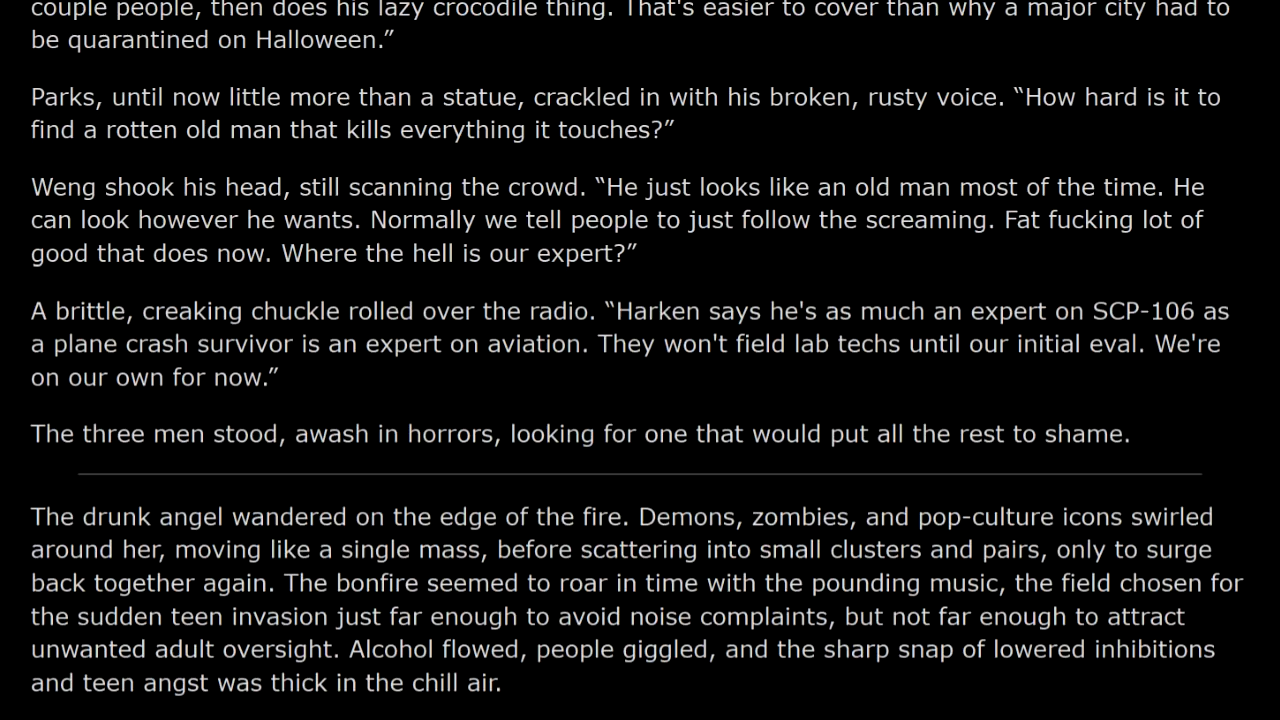 couple people, then does his lazy crocodile thing. That's easier to cover than why a major city had to
be quarantined on Halloween.”
Parks, until now little more than a statue, crackled in with his broken, rusty voice. “How hard is it to
find a rotten old man that kills everything it touches?”
Weng shook his head, still scanning the crowd. “He just looks like an old man most of the time. He
can look however he wants. Normally we tell people to just follow the screaming. Fat fucking lot of
good that does now. Where the hell is our expert?”
A brittle, creaking chuckle rolled over the radio. “Harken says he's as much an expert on SCP-106 as
a plane crash survivor is an expert on aviation. They won't field lab techs until our initial eval. We're
on our own for now.”
The three men stood, awash in horrors, looking for one that would put all the rest to shame.
The drunk angel wandered on the edge of the fire. Demons, zombies, and pop-culture icons swirled
around her, moving like a single mass, before scattering into small clusters and pairs, only to surge
back together again. The bonfire seemed to roar in time with the pounding music, the field chosen for
the sudden teen invasion just far enough to avoid noise complaints, but not far enough to attract
unwanted adult oversight. Alcohol flowed, people giggled, and the sharp snap of lowered inhibitions
and teen angst was thick in the chill air.